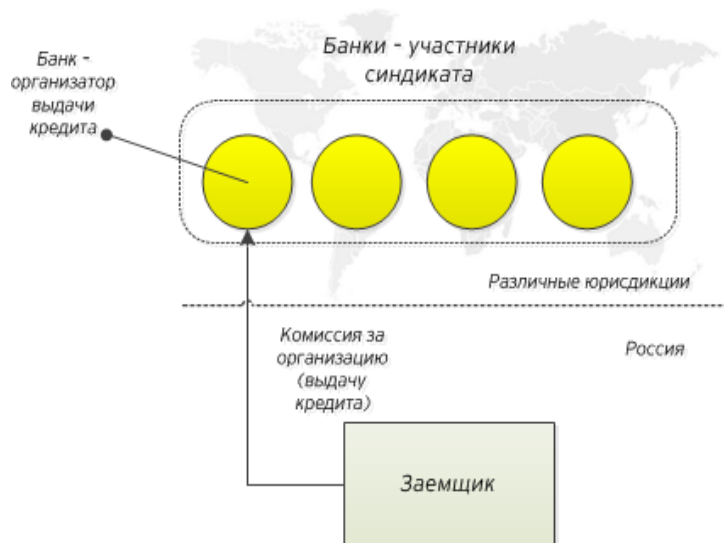 Банк -
организатор
выдачи
кредита
Банки - участники
синдиката
Различные юрисдикции
Комиссия за
организацию
(выдачу
кредита)
Россия
Заемщик